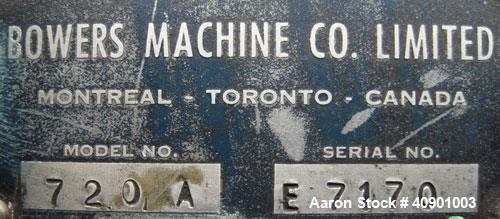 BOWERS MACHINE CO. LIMITED
MONTREAL - TORONTO - CANADA
MODEL NO. SERIAL NO.
720 A E 7170
Aaron Stock # 40901003